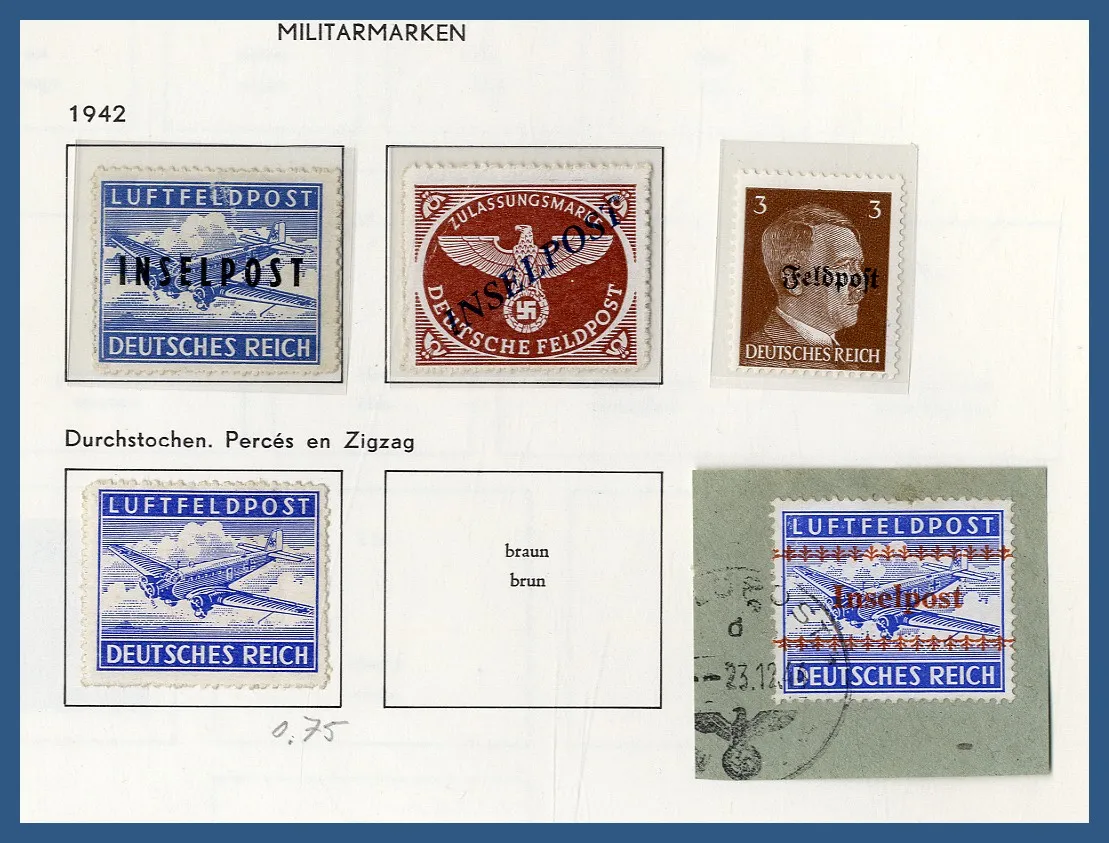 MILITARMARKEN
1942
LUFTFELDPOST
INSELPOST
DEUTSCHES REICH
ZULASSUNGSMARKE
INSELPOST
DEUTSCHE FELDPOST
3 3
Feldpost
DEUTSCHES REICH
Durchstochen. Percés en Zigzag
LUFTFELDPOST
DEUTSCHES REICH
0.75
braun
brun
LUFTFELDPOST
Inselpost
DEUTSCHES REICH
d
23.12.